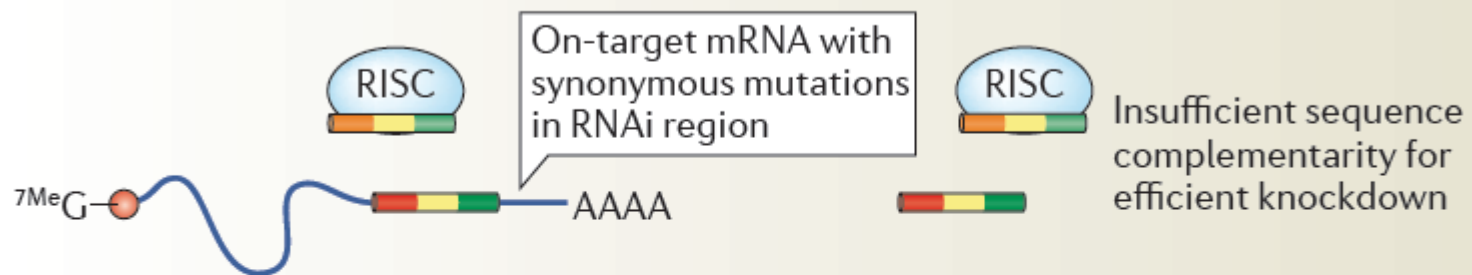 RISC
On-target mRNA with
synonymous mutations
in RNAi region
RISC
Insufficient sequence
complementarity for
efficient knockdown
⁷ᴹᵉG
AAAA